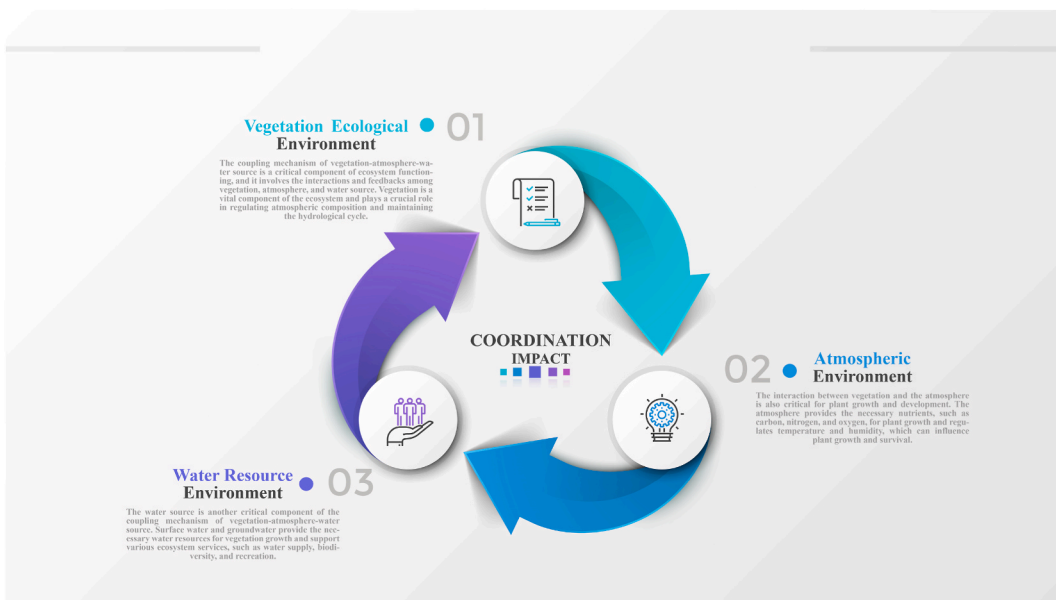 Vegetation Ecological
Environment
01
The coupling mechanism of vegetation-atmosphere-wa-
ter source is a critical component of ecosystem function-
ing, and it involves the interactions and feedbacks among
vegetation, atmosphere, and water source. Vegetation is a
vital component of the ecosystem and plays a crucial role
in regulating atmospheric composition and maintaining
the hydrological cycle.
COORDINATION
IMPACT
02
Atmospheric
Environment
The interaction between vegetation and the atmosphere
is also critical for plant growth and development. The
atmosphere provides the necessary nutrients, such as
carbon, nitrogen, and oxygen, for plant growth and regu-
lates temperature and humidity, which can influence
plant growth and survival.
Water Resource
Environment
03
The water source is another critical component of the
coupling mechanism of vegetation-atmosphere-water
source. Surface water and groundwater provide the nec-
essary water resources for vegetation growth and support
various ecosystem services, such as water supply, biodi-
versity, and recreation.